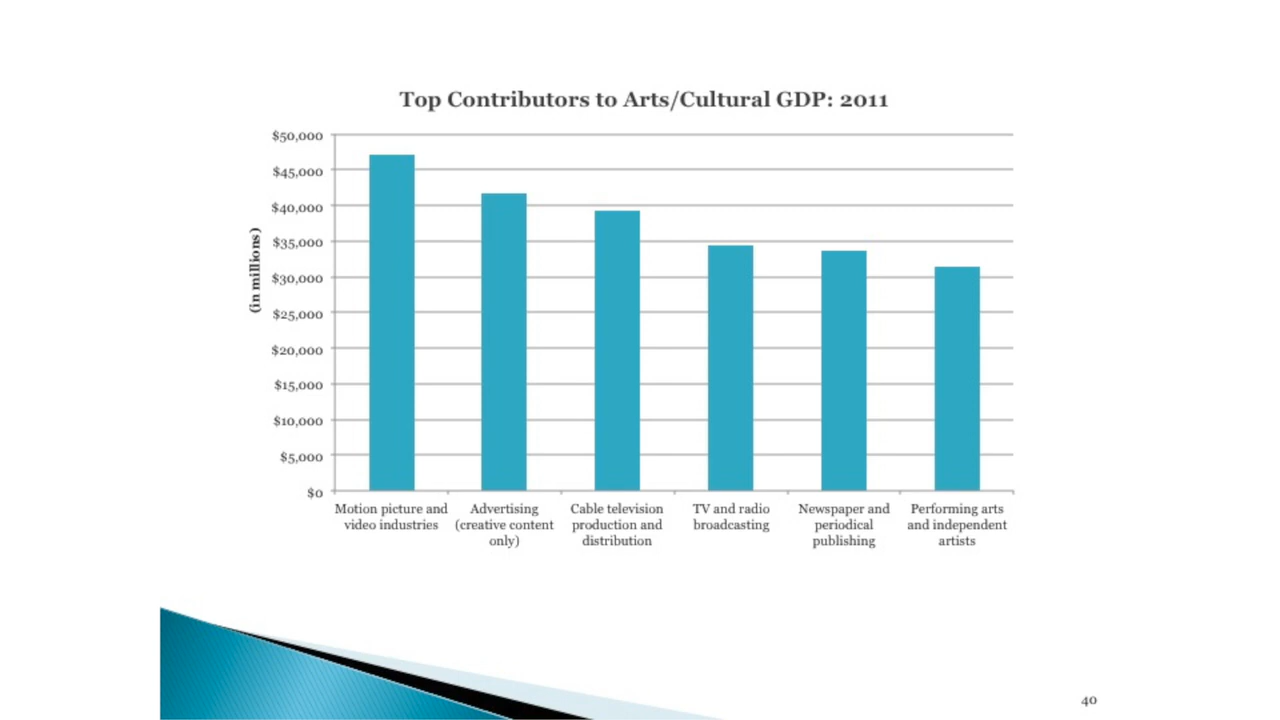 Top Contributors to Arts/Cultural GDP: 2011
(in millions)
$50,000
$45,000
$40,000
$35,000
$30,000
$25,000
$20,000
$15,000
$10,000
$5,000
$0
Motion picture and
video industries
Advertising
(creative content
only)
Cable television
production and
distribution
TV and radio
broadcasting
Newspaper and
periodical
publishing
Performing arts
and independent
artists
40